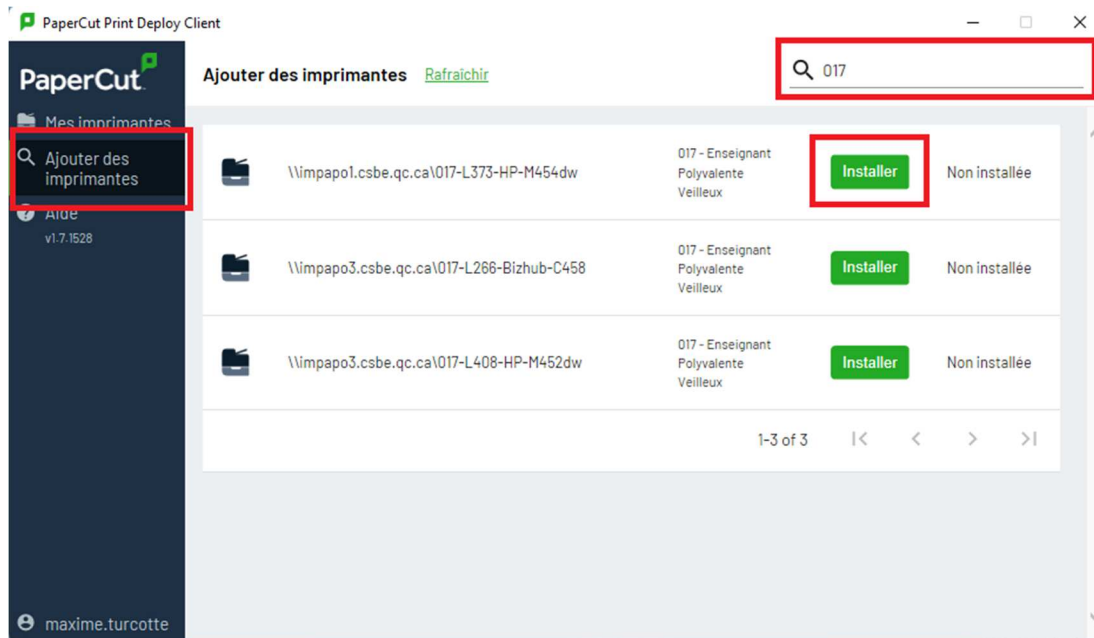 PaperCut Print Deploy Client
PaperCut
Mes imprimantes
Ajouter des
imprimantes
Aide
v1.7.1528
maxime.turcotte
Ajouter des imprimantes Rafraîchir
017
\\impapo1.csbe.qc.ca\017-L373-HP-M454dw
017 - Enseignant
Polyvalente
Veilleux
Installer
Non installée
\\impapo3.csbe.qc.ca\017-L266-Bizhub-C458
017 - Enseignant
Polyvalente
Veilleux
Installer
Non installée
\\impapo3.csbe.qc.ca\017-L408-HP-M452dw
017 - Enseignant
Polyvalente
Veilleux
Installer
Non installée
1-3 of 3